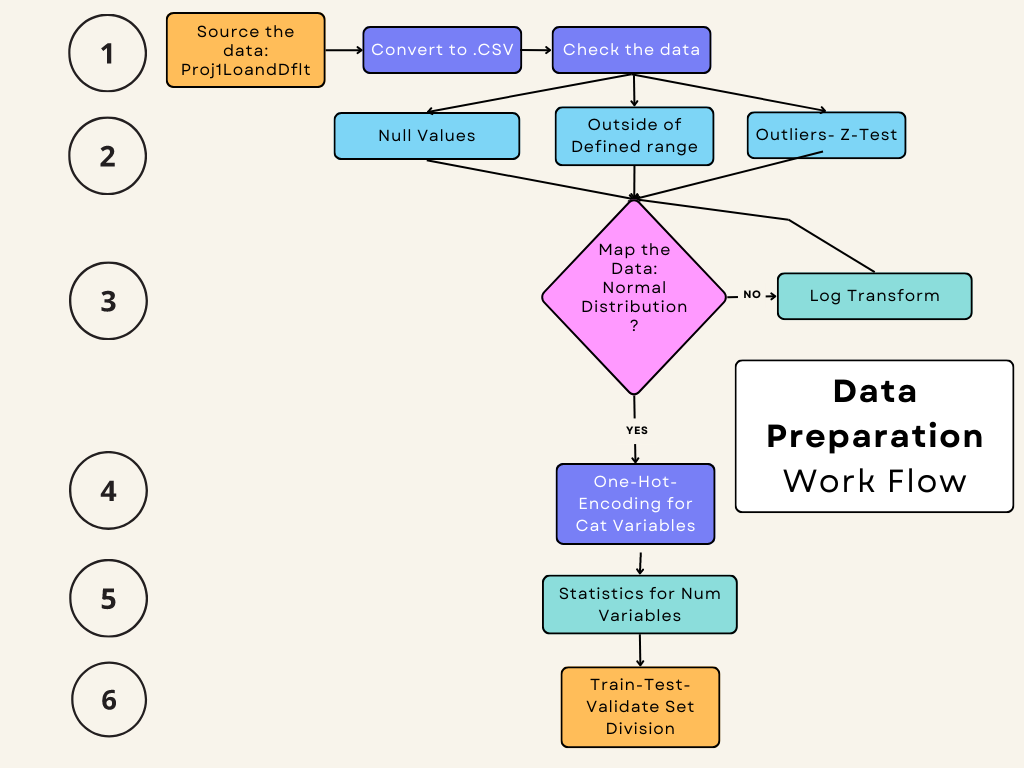 1
Source the
data:
Proj1LoandDflt
Convert to .CSV
Check the data
2
Null Values
Outside of
Defined range
Outliers- Z-Test
3
Map the
Data:
Normal
Distribution
?
NO
Log Transform
Data
Preparation
Work Flow
YES
4
One-Hot-
Encoding for
Cat Variables
5
Statistics for Num
Variables
6
Train-Test-
Validate Set
Division